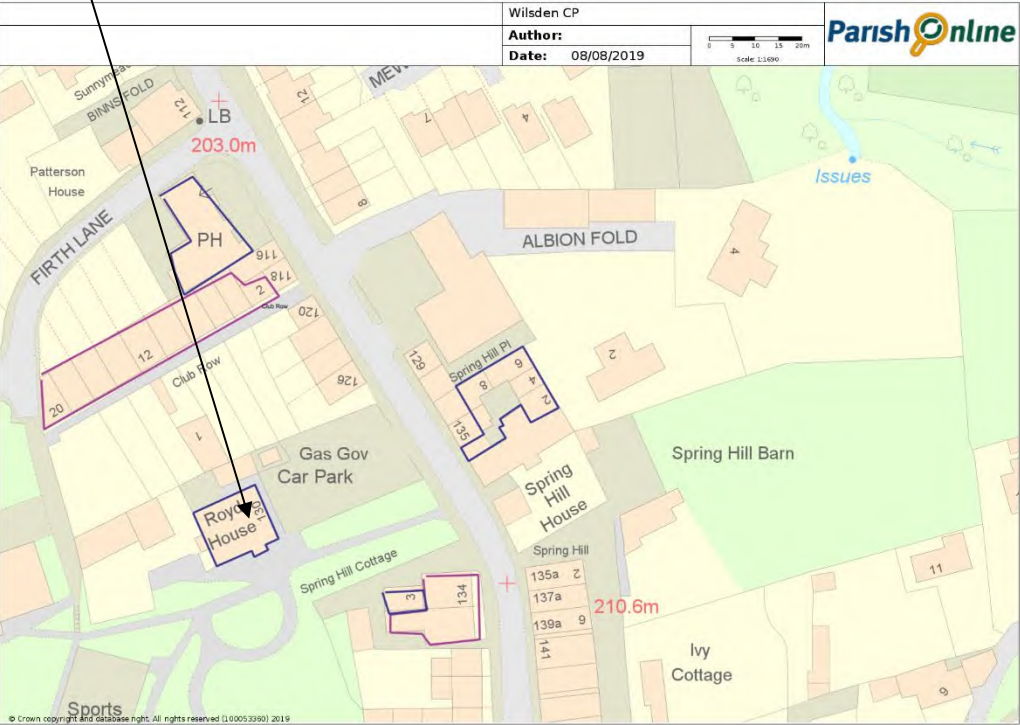 Wilsden CP
Author:
Date: 08/08/2019
0 5 10 15 20m
Scale: 1:1690
Parish Online
Sunnymea
BINNS FOLD
112
LB
203.0m
12
MEW
7
4
8
Patterson
House
Issues
FIRTH LANE
PH
116
118
2
Club Row
120
ALBION FOLD
4
12
Club Row
126
129
Spring Hill Pl
6
8
4
2
2
20
135
1
Gas Gov
Car Park
Spring Hill Barn
Spring
Hill
House
Royd
House
130
Spring Hill Cottage
Spring Hill
3
134
135a 2
137a
139a 6
141
210.6m
11
Ivy
Cottage
9
Sports
© Crown copyright and database right. All rights reserved (100053360) 2019